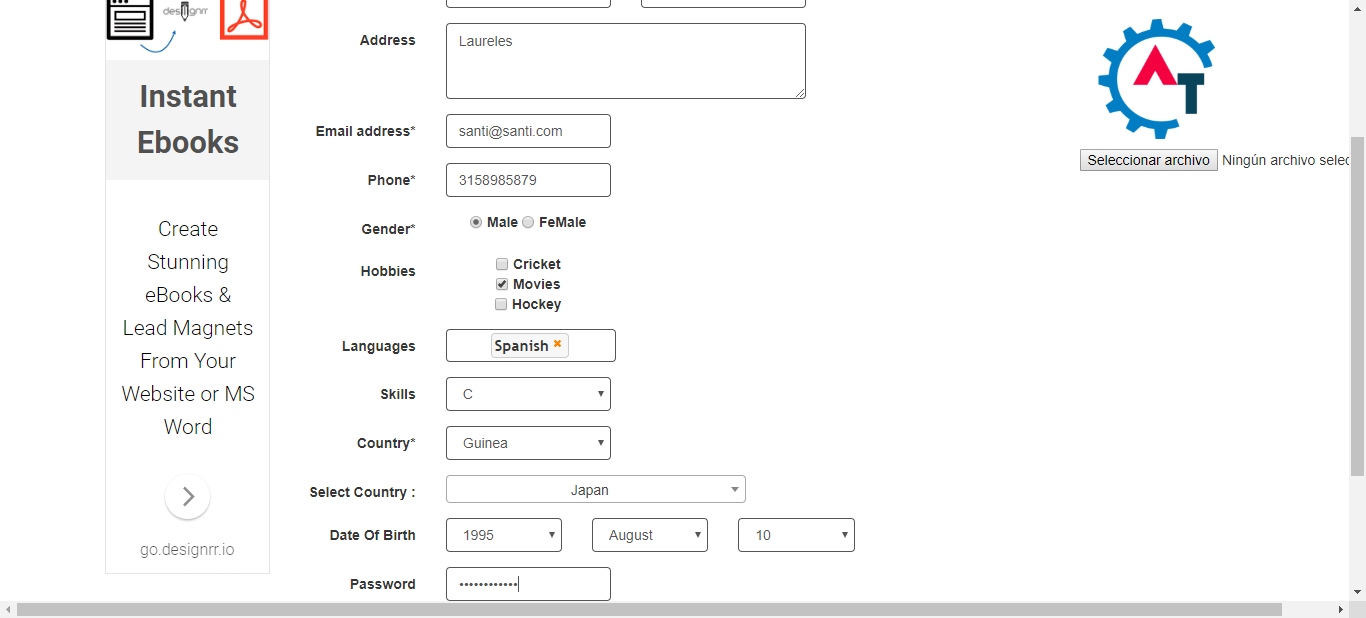 designrr
Instant
Ebooks
Create
Stunning
eBooks &
Lead Magnets
From Your
Website or MS
Word
go.designrr.io
Address
Laureles
Email address*
santi@santi.com
Phone*
3158985879
Gender*
Male FeMale
Hobbies
Cricket
Movies
Hockey
Languages
Spanish
Skills
C
Country*
Guinea
Select Country :
Japan
Date Of Birth
1995 August 10
Password
AT
Seleccionar archivo Ningún archivo selec